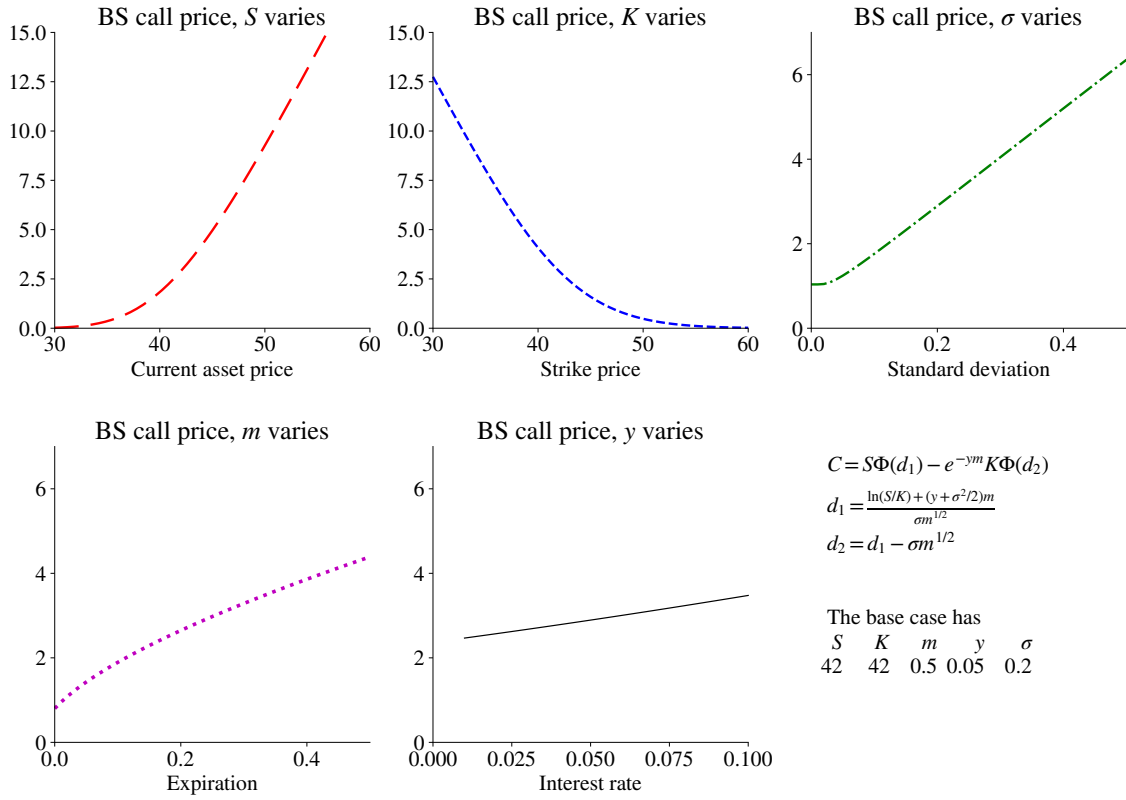 BS call price, S varies
15.0
12.5
10.0
7.5
5.0
2.5
0.0
30
40
50
60
Current asset price
BS call price, K varies
15.0
12.5
10.0
7.5
5.0
2.5
0.0
30
40
50
60
Strike price
BS call price, σ varies
6
4
2
0
0.0
0.2
0.4
Standard deviation
BS call price, m varies
6
4
2
0
0.0
0.2
0.4
Expiration
BS call price, y varies
6
4
2
0
0.000
0.025
0.050
0.075
0.100
Interest rate
C = SΦ(d₁) − e^{−ym}KΦ(d₂)
d₁ = (ln(S/K) + (y + σ²/2)m)/(σm^{1/2})
d₂ = d₁ − σm^{1/2}
The base case has
S K m y σ
42 42 0.5 0.05 0.2